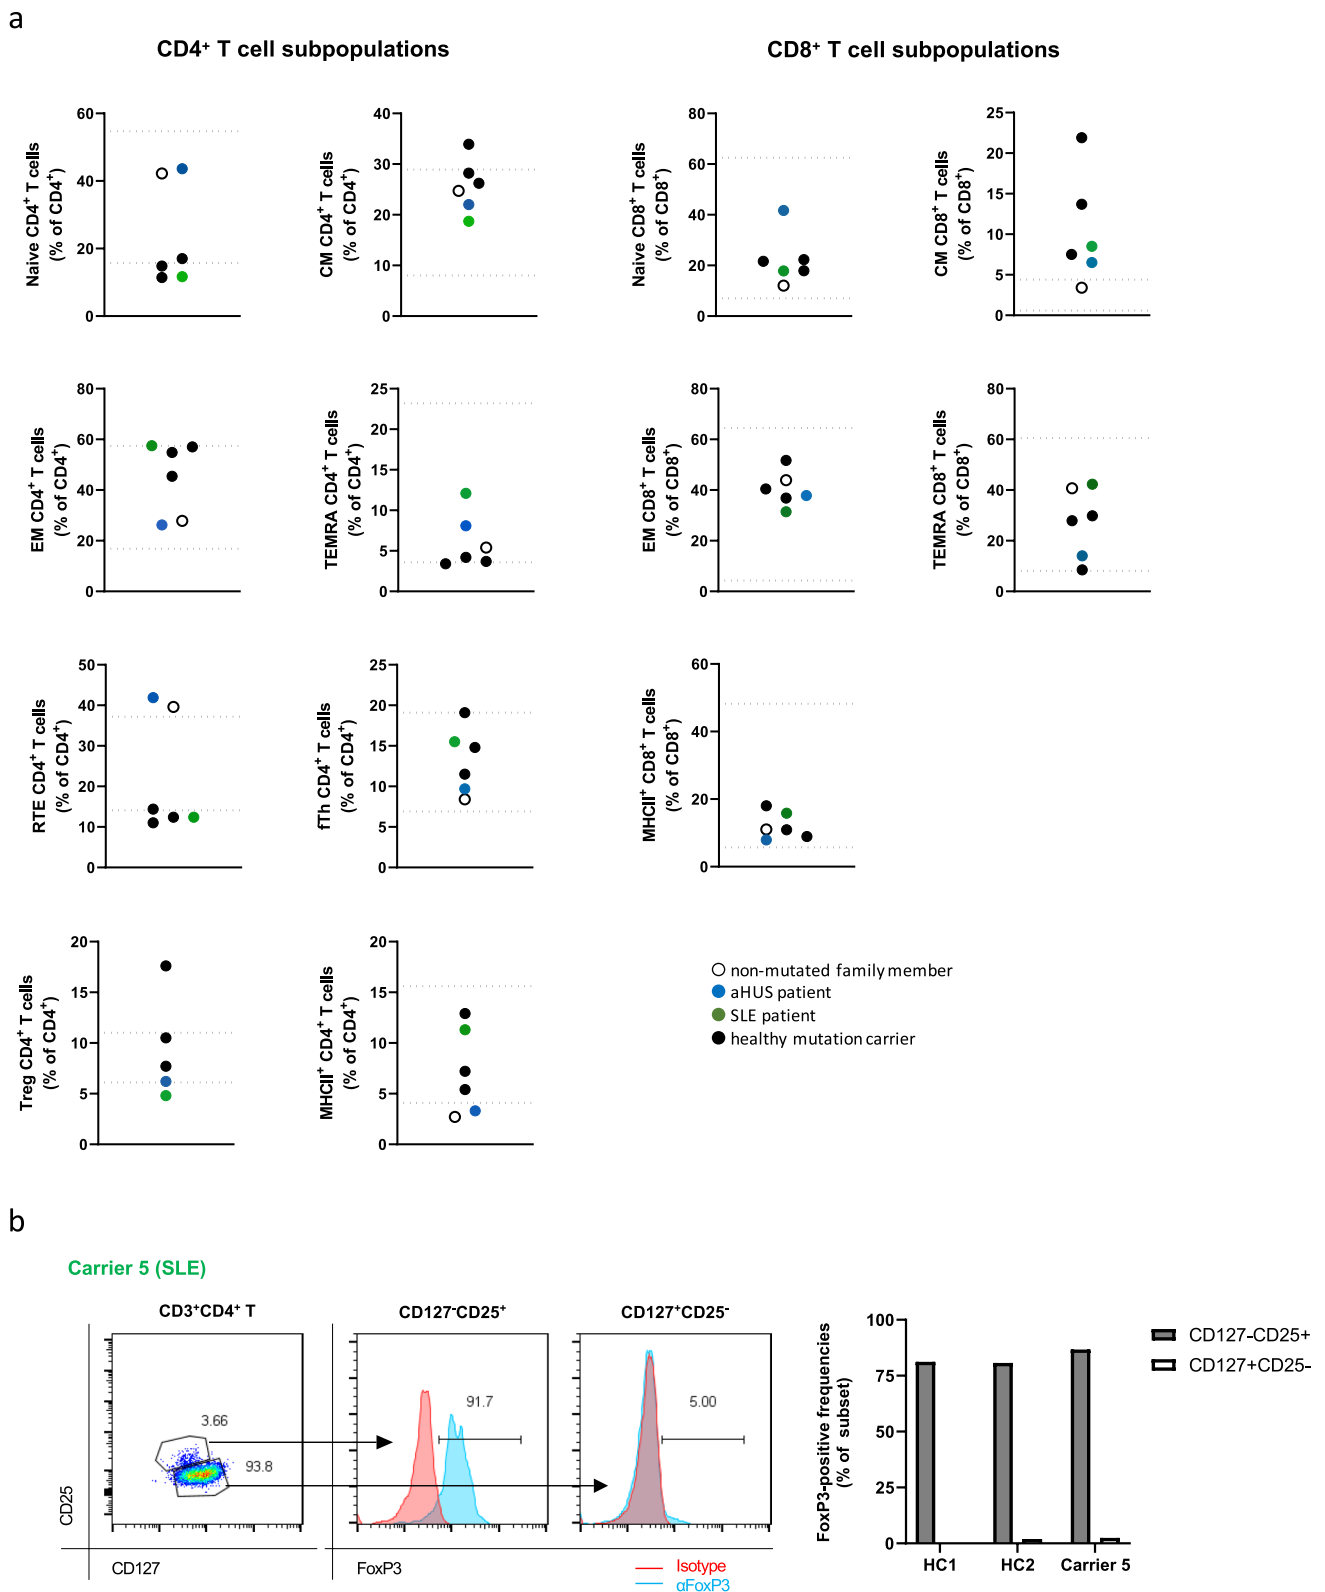 a
CD4⁺ T cell subpopulations
CD8⁺ T cell subpopulations
Naive CD4⁺ T cells
(% of CD4⁺)
60
40
20
0
CM CD4⁺ T cells
(% of CD4⁺)
40
30
20
10
0
Naive CD8⁺ T cells
(% of CD8⁺)
80
60
40
20
0
CM CD8⁺ T cells
(% of CD8⁺)
25
20
15
10
5
0
EM CD4⁺ T cells
(% of CD4⁺)
80
60
40
20
0
TEMRA CD4⁺ T cells
(% of CD4⁺)
25
20
15
10
5
0
EM CD8⁺ T cells
(% of CD8⁺)
80
60
40
20
0
TEMRA CD8⁺ T cells
(% of CD8⁺)
80
60
40
20
0
RTE CD4⁺ T cells
(% of CD4⁺)
50
40
30
20
10
0
fTh CD4⁺ T cells
(% of CD4⁺)
25
20
15
10
5
0
MHCII⁺ CD8⁺ T cells
(% of CD8⁺)
60
40
20
0
Treg CD4⁺ T cells
(% of CD4⁺)
20
15
10
5
0
MHCII⁺ CD4⁺ T cells
(% of CD4⁺)
20
15
10
5
0
non-mutated family member
aHUS patient
SLE patient
healthy mutation carrier
b
Carrier 5 (SLE)
CD3⁺CD4⁺ T
CD127⁻CD25⁺
CD127⁺CD25⁻
3.66
93.8
91.7
5.00
CD25
CD127
FoxP3
Isotype
αFoxP3
FoxP3-positive frequencies
(% of subset)
100
75
50
25
0
HC1
HC2
Carrier 5
CD127-CD25+
CD127+CD25-